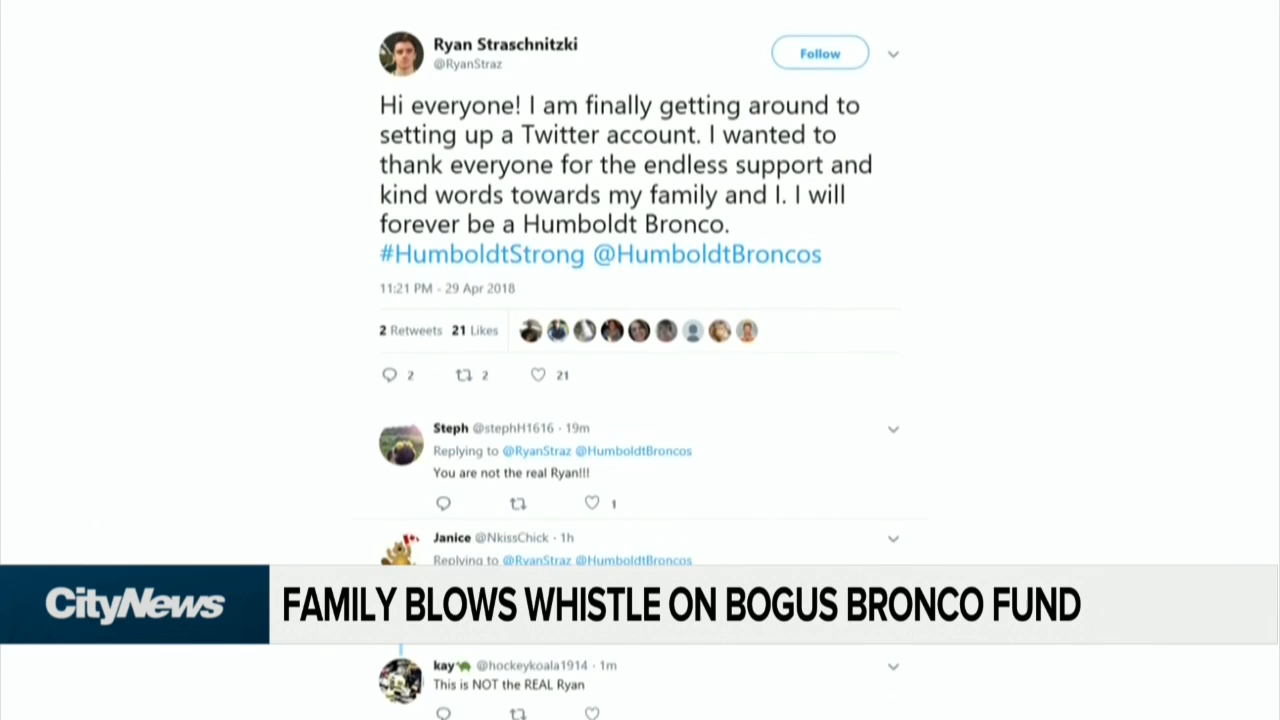 Ryan Straschnitzki
@RyanStraz
Follow
Hi everyone! I am finally getting around to
setting up a Twitter account. I wanted to
thank everyone for the endless support and
kind words towards my family and I. I will
forever be a Humboldt Bronco.
#HumboldtStrong @HumboldtBroncos
11:21 PM - 29 Apr 2018
2 Retweets 21 Likes
2 2 21
Steph @stephH1616 · 19m
Replying to @RyanStraz @HumboldtBroncos
You are not the real Ryan!!!
1
Janice @NkissChick · 1h
Replying to @RyanStraz @HumboldtBroncos
CityNews FAMILY BLOWS WHISTLE ON BOGUS BRONCO FUND
kay @hockeykoala1914 · 1m
This is NOT the REAL Ryan